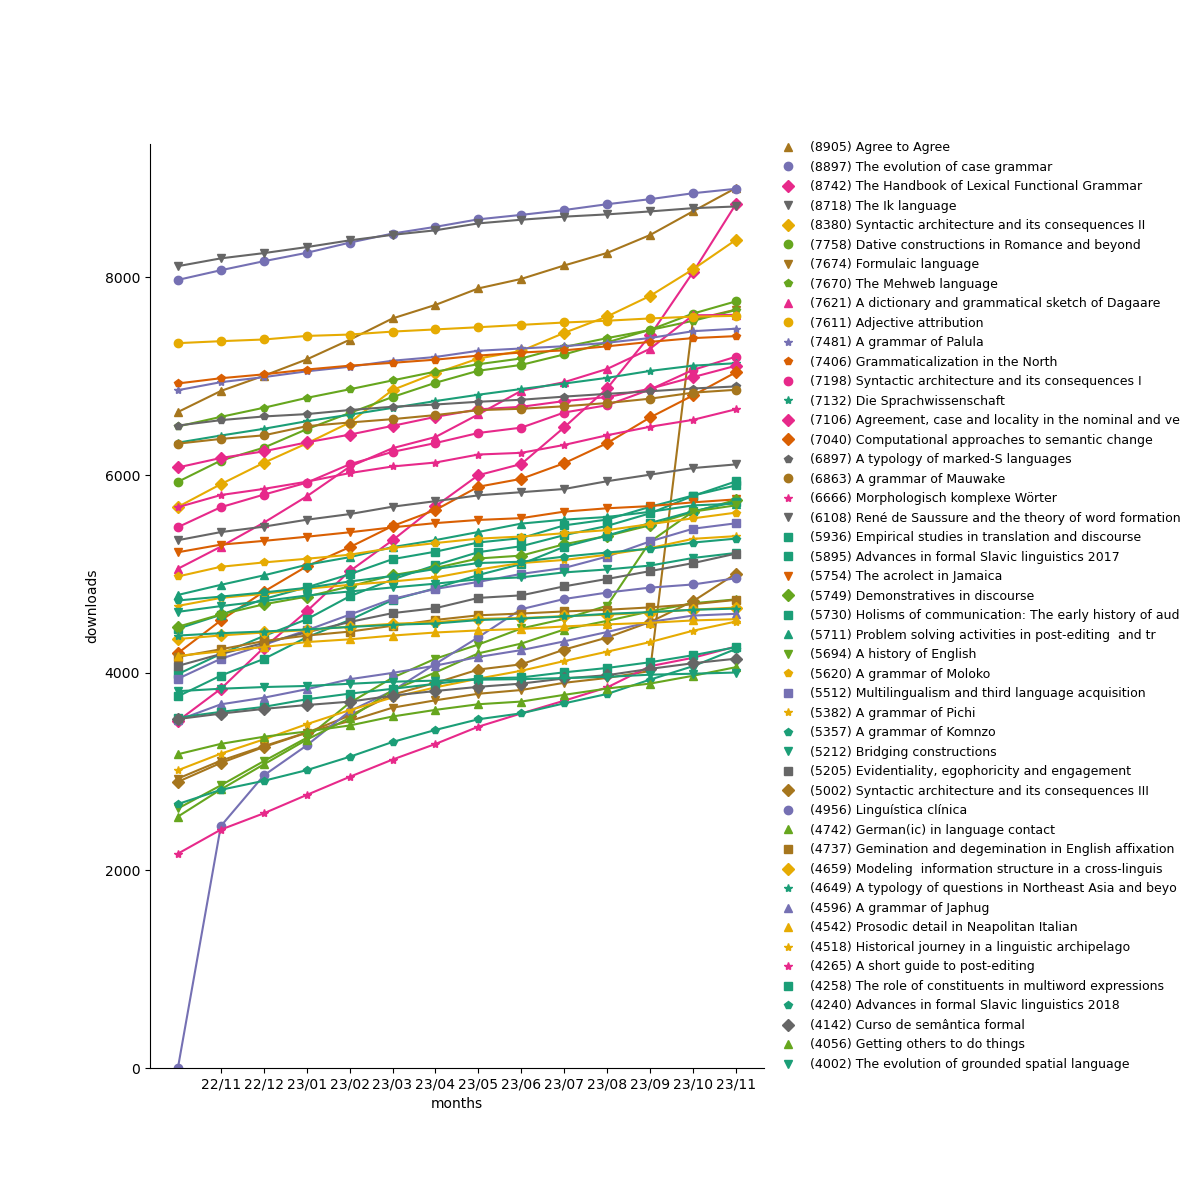 downloads
8000
6000
4000
2000
0
22/11 22/12 23/01 23/02 23/03 23/04 23/05 23/06 23/07 23/08 23/09 23/10 23/11
months
(8905) Agree to Agree
(8897) The evolution of case grammar
(8742) The Handbook of Lexical Functional Grammar
(8718) The Ik language
(8380) Syntactic architecture and its consequences II
(7758) Dative constructions in Romance and beyond
(7674) Formulaic language
(7670) The Mehweb language
(7621) A dictionary and grammatical sketch of Dagaare
(7611) Adjective attribution
(7481) A grammar of Palula
(7406) Grammaticalization in the North
(7198) Syntactic architecture and its consequences I
(7132) Die Sprachwissenschaft
(7106) Agreement, case and locality in the nominal and ve
(7040) Computational approaches to semantic change
(6897) A typology of marked-S languages
(6863) A grammar of Mauwake
(6666) Morphologisch komplexe Wörter
(6108) René de Saussure and the theory of word formation
(5936) Empirical studies in translation and discourse
(5895) Advances in formal Slavic linguistics 2017
(5754) The acrolect in Jamaica
(5749) Demonstratives in discourse
(5730) Holisms of communication: The early history of aud
(5711) Problem solving activities in post-editing  and tr
(5694) A history of English
(5620) A grammar of Moloko
(5512) Multilingualism and third language acquisition
(5382) A grammar of Pichi
(5357) A grammar of Komnzo
(5212) Bridging constructions
(5205) Evidentiality, egophoricity and engagement
(5002) Syntactic architecture and its consequences III
(4956) Linguística clínica
(4742) German(ic) in language contact
(4737) Gemination and degemination in English affixation
(4659) Modeling  information structure in a cross-linguis
(4649) A typology of questions in Northeast Asia and beyo
(4596) A grammar of Japhug
(4542) Prosodic detail in Neapolitan Italian
(4518) Historical journey in a linguistic archipelago
(4265) A short guide to post-editing
(4258) The role of constituents in multiword expressions
(4240) Advances in formal Slavic linguistics 2018
(4142) Curso de semântica formal
(4056) Getting others to do things
(4002) The evolution of grounded spatial language